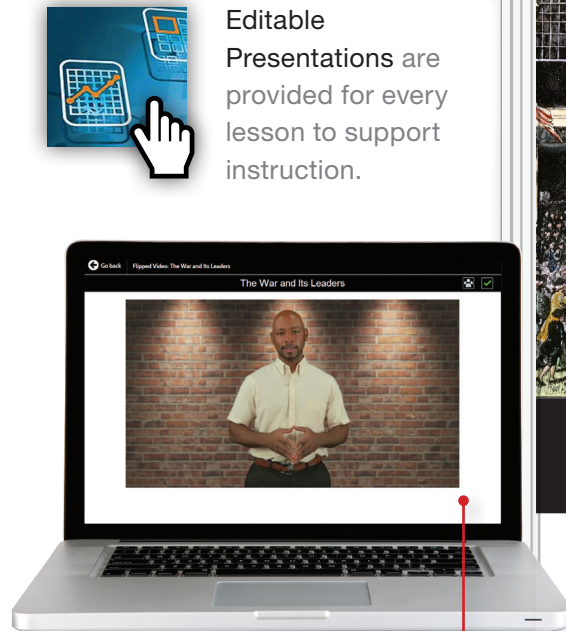 Editable
Presentations are
provided for every
lesson to support
instruction.
Go back Flipped Video: The War and Its Leaders
The War and Its Leaders